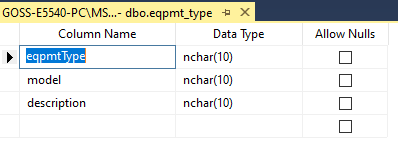 GOSS-E5540-PC\MS...- dbo.eqpmt_type
Column Name Data Type Allow Nulls
eqpmtType nchar(10)
model nchar(10)
description nchar(10)